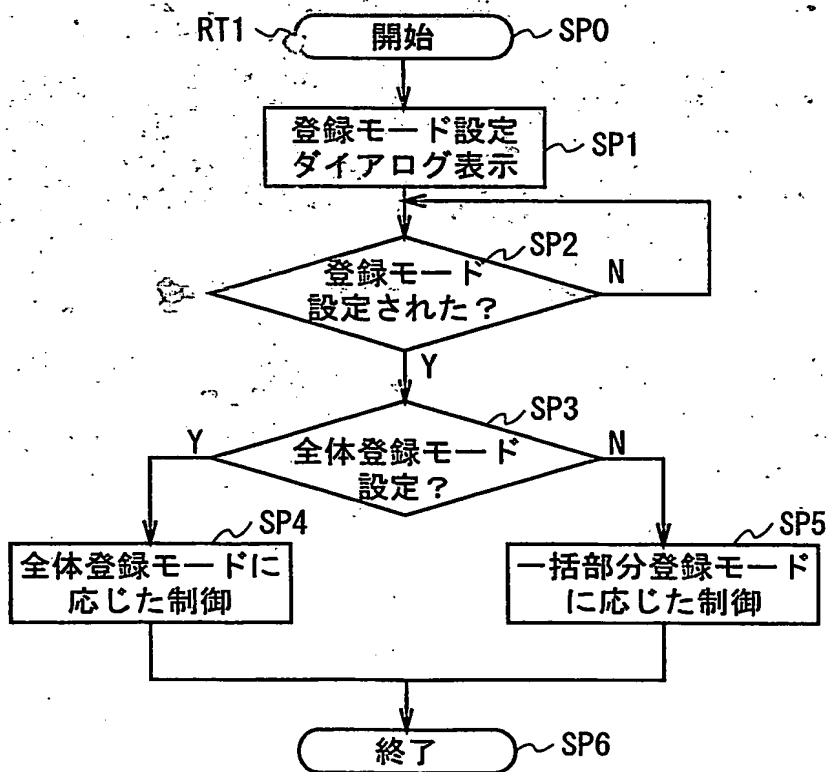 RT1
開始
SP0
登録モード設定
ダイアログ表示
SP1
SP2
登録モード
設定された？
N
Y
SP3
全体登録モード
設定？
Y
N
SP4
全体登録モードに
応じた制御
SP5
一括部分登録モード
に応じた制御
終了
SP6